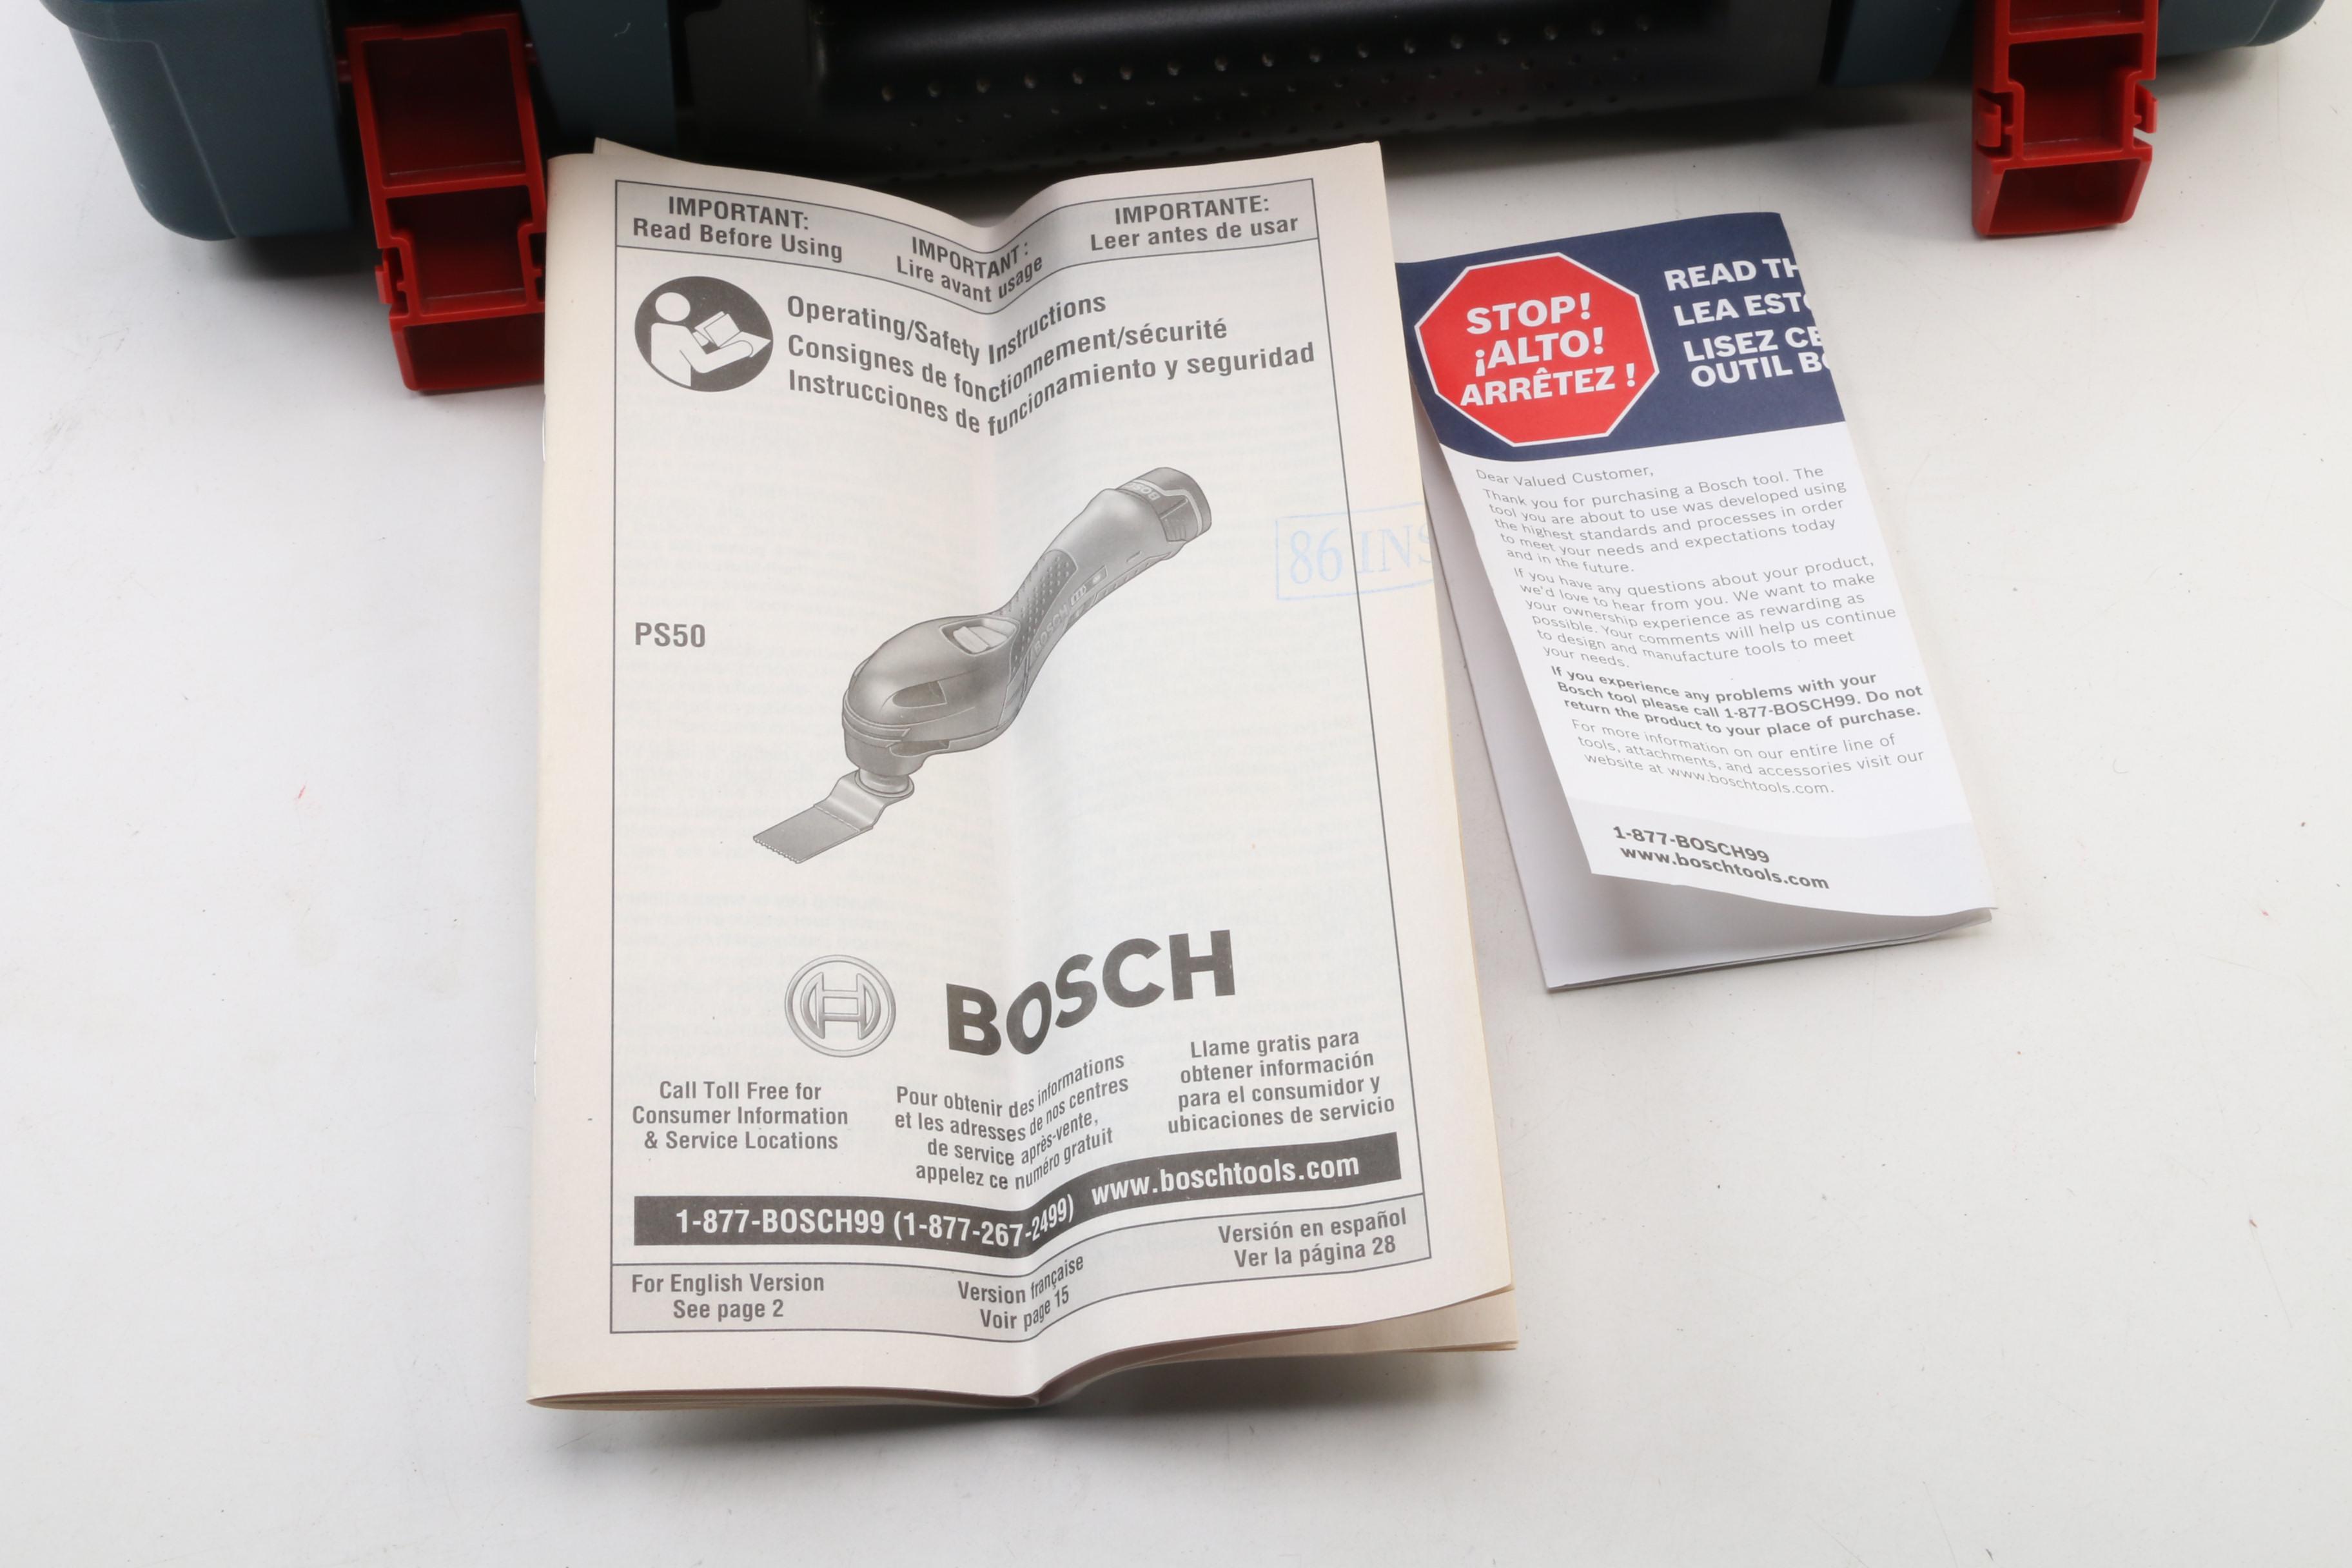 IMPORTANT:
Read Before Using
IMPORTANT :
Lire avant usage
IMPORTANTE:
Leer antes de usar
Operating/Safety Instructions
Consignes de fonctionnement/sécurité
Instrucciones de funcionamiento y seguridad
BOSCH
BOSCH
86 INS
PS50
BOSCH
Call Toll Free for
Consumer Information
& Service Locations
Pour obtenir des informations
et les adresses de nos centres
de service après-vente,
appelez ce numéro gratuit
Llame gratis para
obtener información
para el consumidor y
ubicaciones de servicio
1-877-BOSCH99 (1-877-267-2499) www.boschtools.com
For English Version
See page 2
Version française
Voir page 15
Versión en español
Ver la página 28
STOP!
¡ALTO!
ARRÊTEZ !
READ TH
LEA EST
LISEZ CE
OUTIL B
Dear Valued Customer,
Thank you for purchasing a Bosch tool. The
tool you are about to use was developed using
the highest standards and processes in order
to meet your needs and expectations today
and in the future.
If you have any questions about your product,
we'd love to hear from you. We want to make
your ownership experience as rewarding as
possible. Your comments will help us continue
to design and manufacture tools to meet
your needs.
If you experience any problems with your
Bosch tool please call 1-877-BOSCH99. Do not
return the product to your place of purchase.
For more information on our entire line of
tools, attachments, and accessories visit our
website at www.boschtools.com.
1-877-BOSCH99
www.boschtools.com